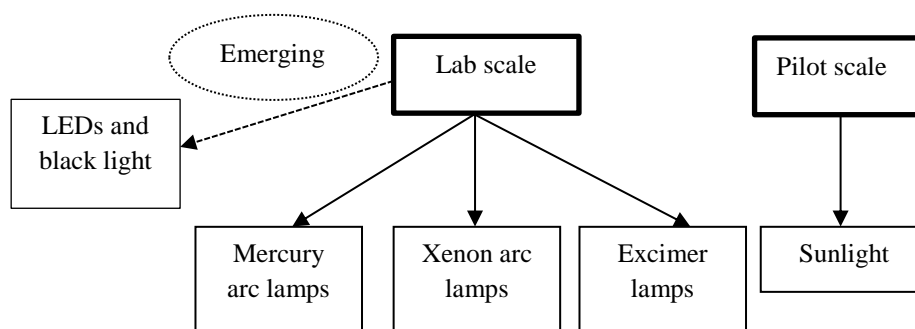 Emerging
Lab scale
Pilot scale
LEDs and
black light
Mercury
arc lamps
Xenon arc
lamps
Excimer
lamps
Sunlight